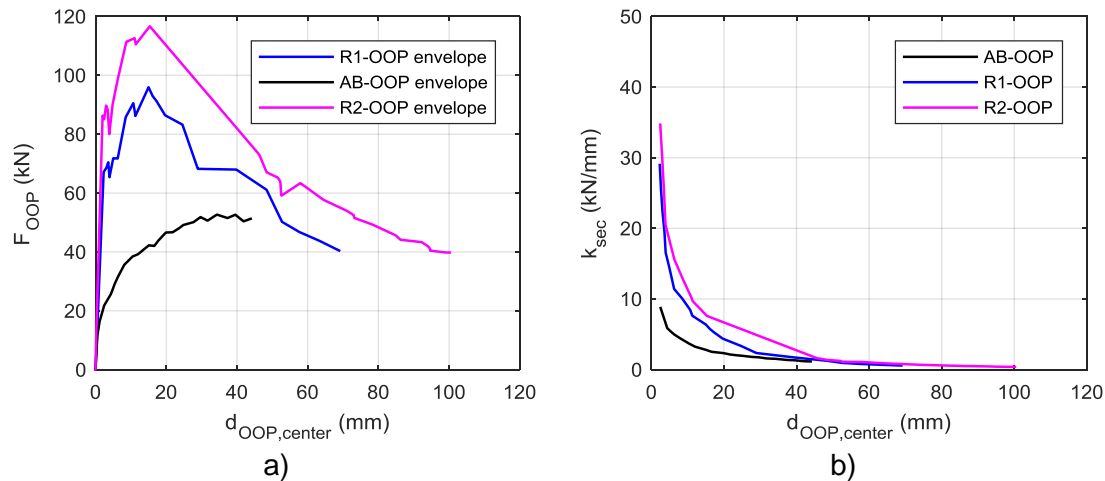 120
100
80
60
40
20
0
F_OOP (kN)
R1-OOP envelope
AB-OOP envelope
R2-OOP envelope
0 20 40 60 80 100 120
d_OOP,center (mm)
a)
50
40
30
20
10
0
k_sec (kN/mm)
AB-OOP
R1-OOP
R2-OOP
0 20 40 60 80 100 120
d_OOP,center (mm)
b)